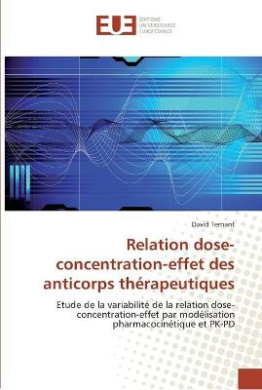 EUE
ÉDITIONS
UNIVERSITAIRES
EUROPÉENNES
David Ternant
Relation dose-
concentration-effet des
anticorps thérapeutiques
Etude de la variabilité de la relation dose-
concentration-effet par modélisation
pharmacocinétique et PK-PD